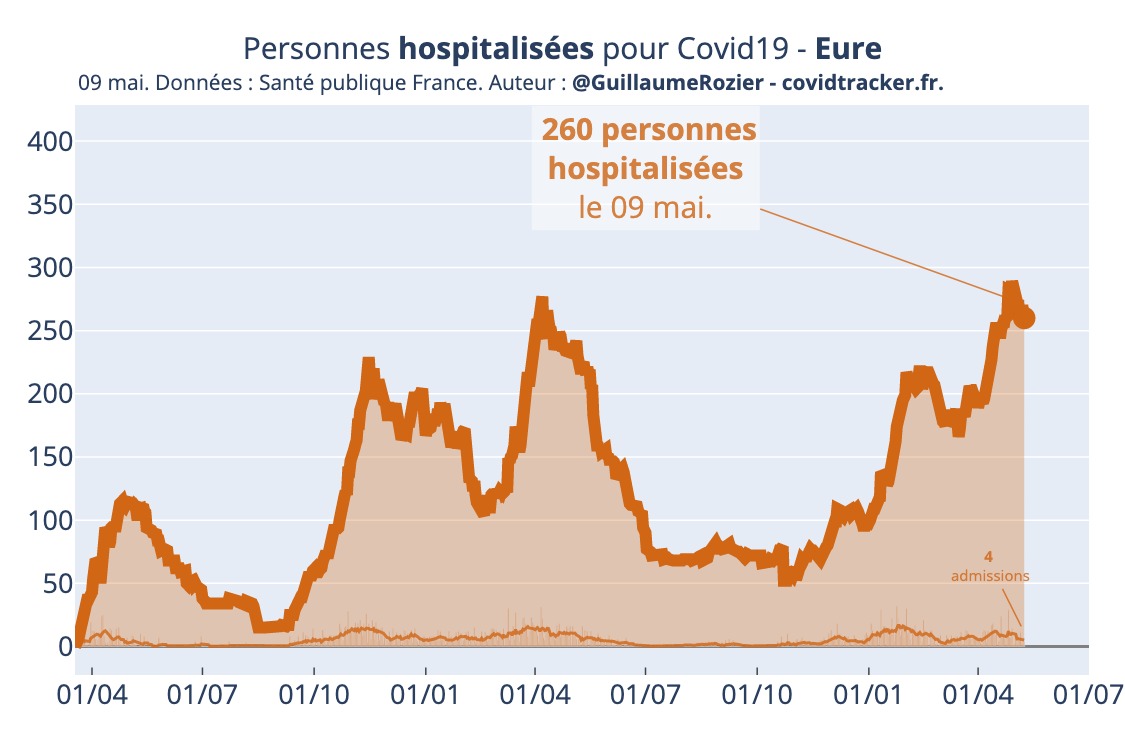 Personnes hospitalisées pour Covid19 - Eure
09 mai. Données : Santé publique France. Auteur : @GuillaumeRozier - covidtracker.fr.
260 personnes
hospitalisées
le 09 mai.
400
350
300
250
200
150
100
50
0
4
admissions
01/04 01/07 01/10 01/01 01/04 01/07 01/10 01/01 01/04 01/07